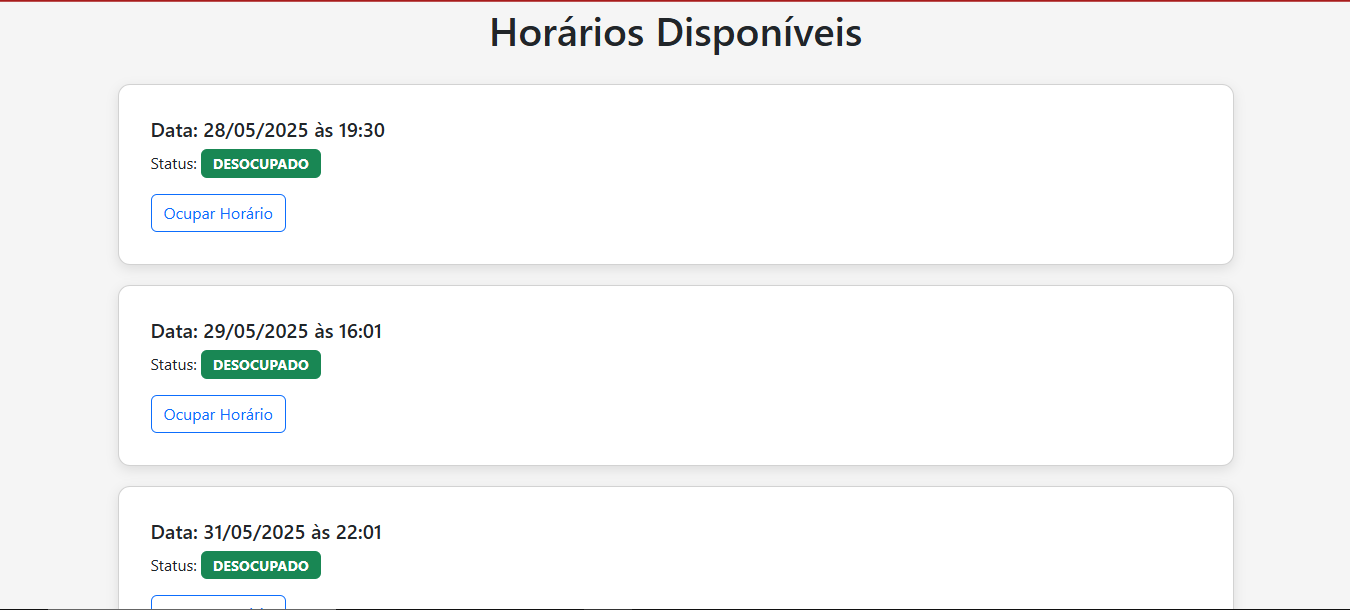 Horários Disponíveis
Data: 28/05/2025 às 19:30
Status: DESOCUPADO
Ocupar Horário
Data: 29/05/2025 às 16:01
Status: DESOCUPADO
Ocupar Horário
Data: 31/05/2025 às 22:01
Status: DESOCUPADO